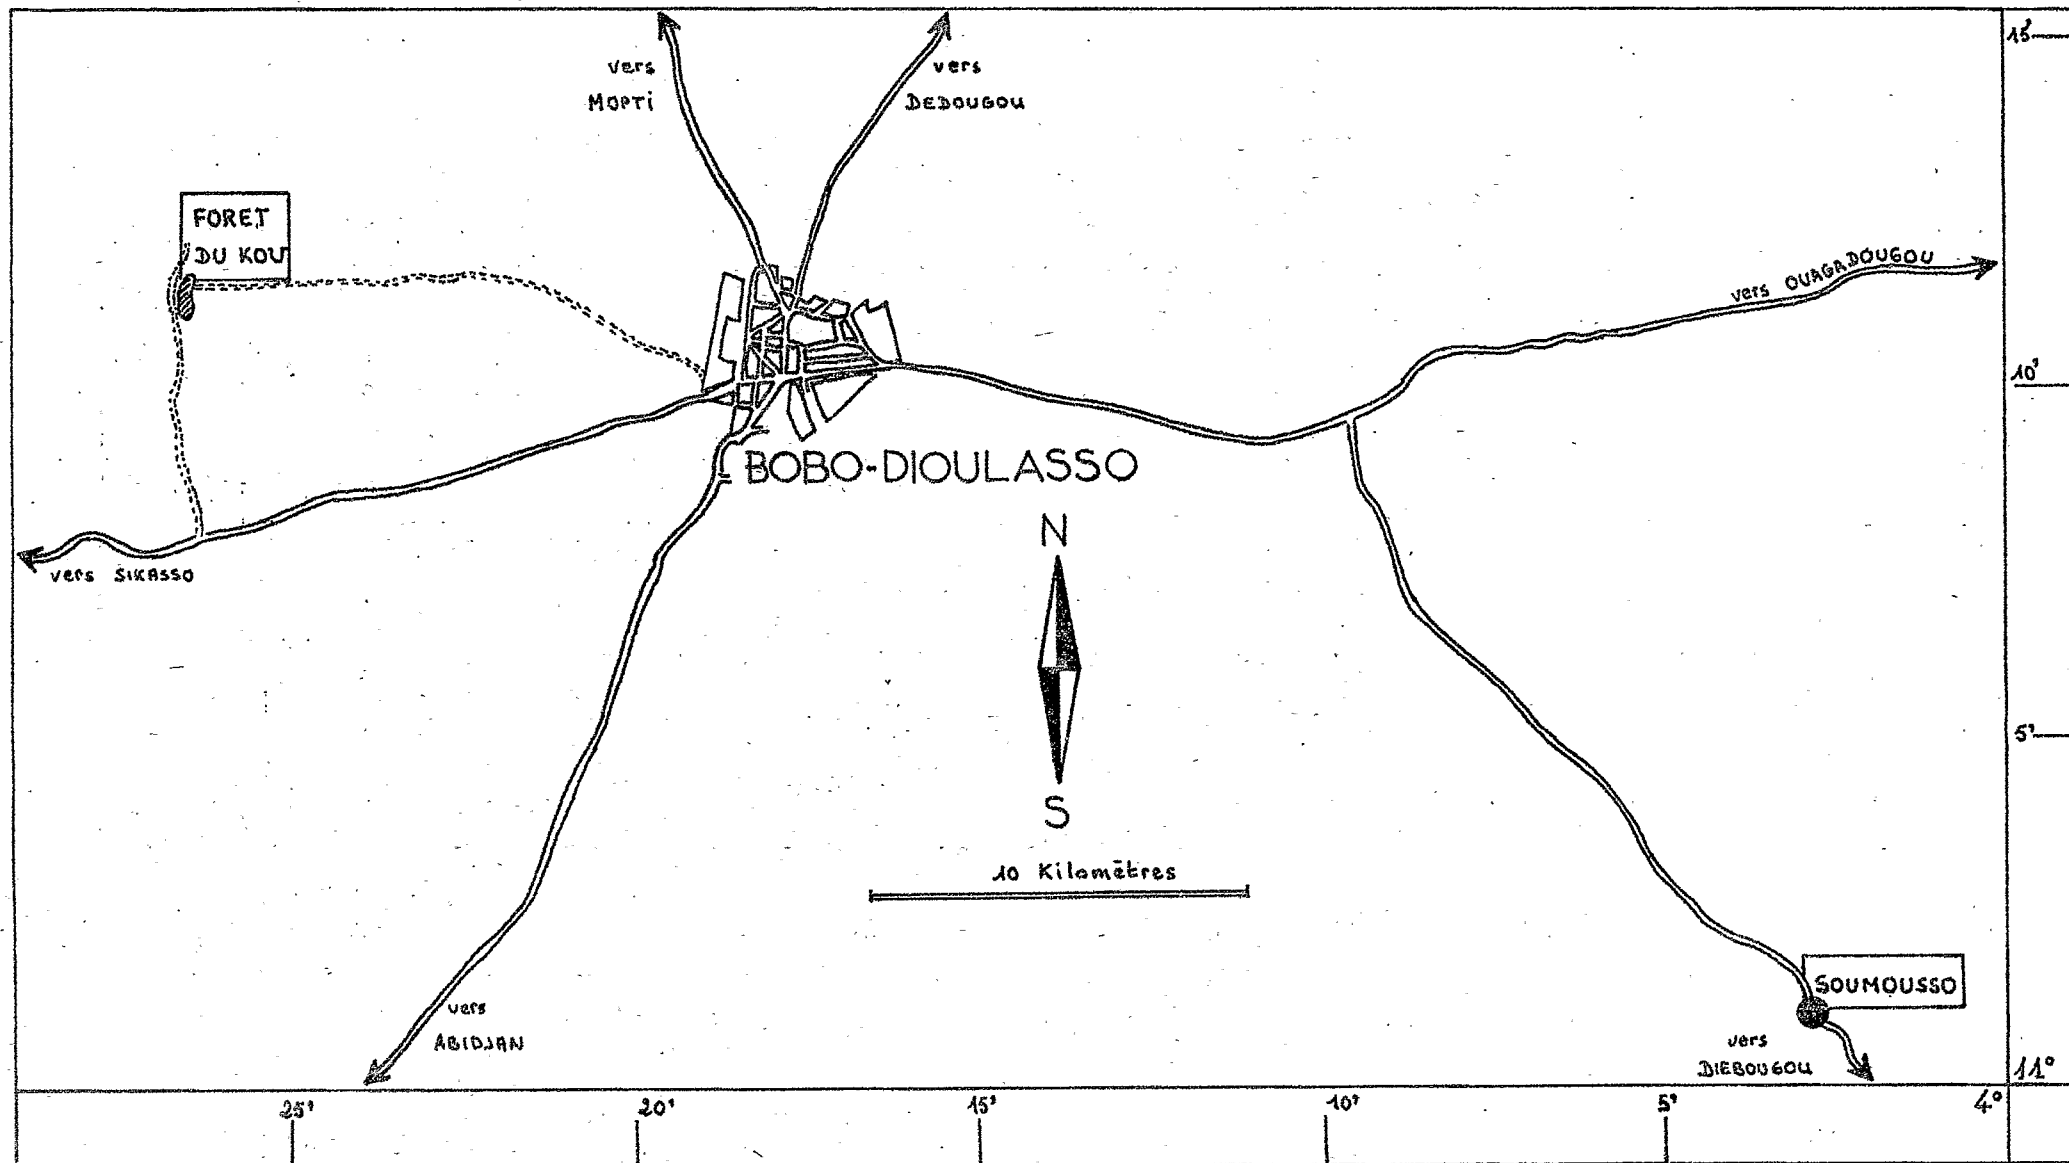 15'
vers
MOPTi
vers
DEDOUGOU
FORET
DU KOU
vers OUAGADOUGOU
10'
BOBO-DIOULASSO
N
vers SIKASSO
5'
S
10 Kilomètres
SOUMOUSSO
vers
ABIDJAN
vers
DIEBOUGOU
11°
25' 20' 15' 10' 5' 4°